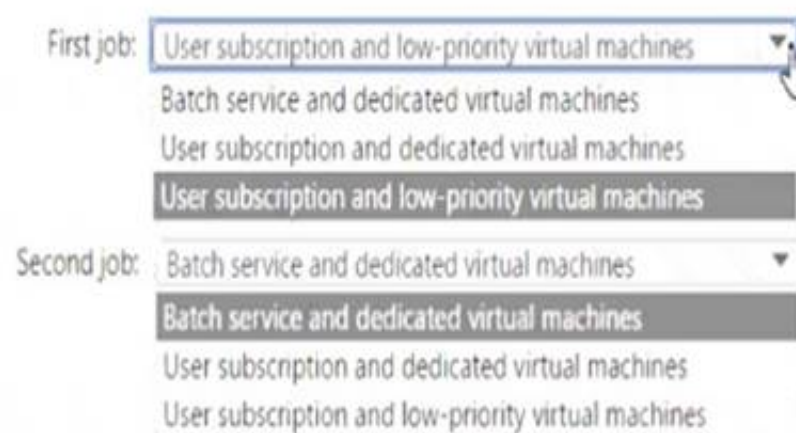 First job: User subscription and low-priority virtual machines
Batch service and dedicated virtual machines
User subscription and dedicated virtual machines
User subscription and low-priority virtual machines
Second job: Batch service and dedicated virtual machines
Batch service and dedicated virtual machines
User subscription and dedicated virtual machines
User subscription and low-priority virtual machines